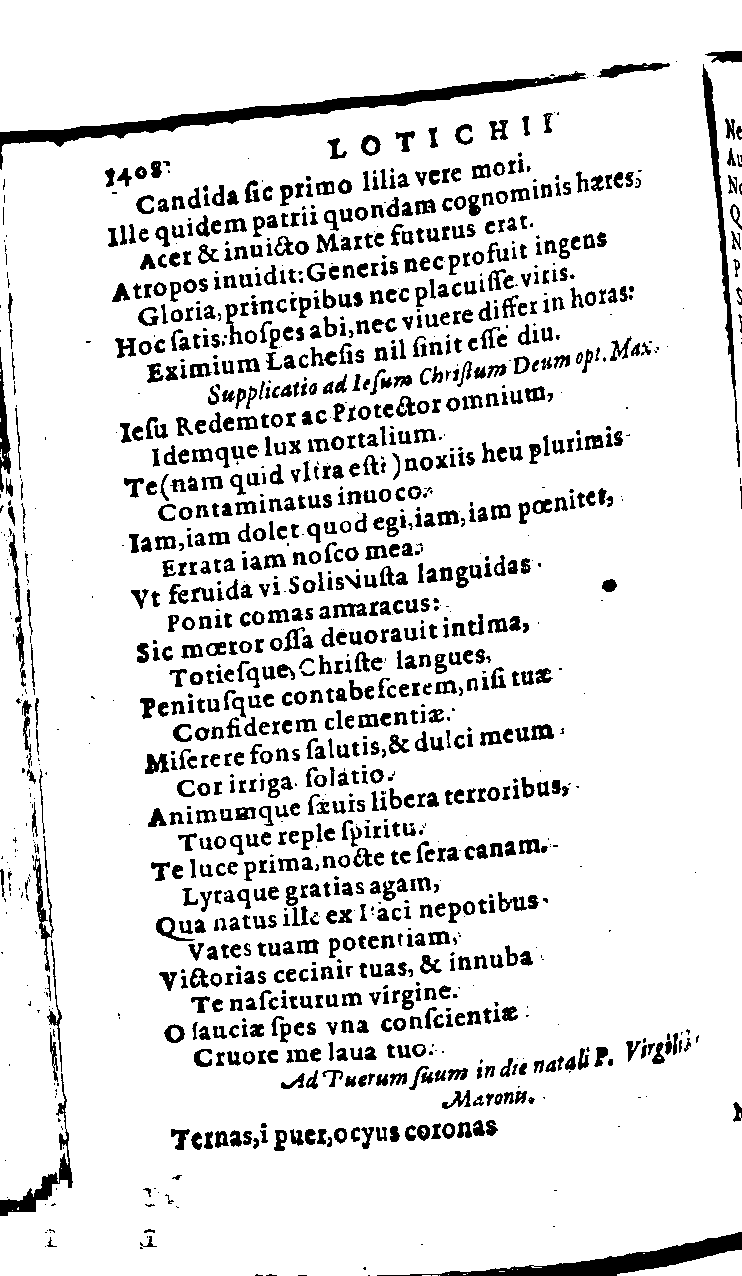 1408
LOTICHII
Candida ſic primo lilia vere mori.
Ille quidem patrii quondam cognominis hæres,
Acer & inuicto Marte futurus erat.
Atropos inuidit: Generis nec profuit ingens
Gloria, principibus nec placuiſſe viris.
Hoc ſatis: hoſpes abi, nec viuere differ in horas:
Eximium Lacheſis nil ſinit eſſe diu.
Supplicatio ad Ieſum Chriſtum Deum opt. Max.
Ieſu Redemtor ac Protector omnium,
Idemque lux mortalium.
Te (nam quid vltra eſt?) noxiis heu plurimis
Contaminatus inuoco.
Iam, iam dolet quod egi, iam, iam pœnitet,
Errata iam noſco mea.
Vt feruida vi Solis vſta languidas
Ponit comas amaracus:
Sic mœror oſſa deuorauit intima,
Totieſque, Chriſte langues,
Penituſque contabeſcerem, niſi tuæ
Confiderem clementiæ.
Miſerere fons ſalutis, & dulci meum
Cor irriga ſolatio.
Animumque ſæuis libera terroribus,
Tuoque reple ſpiritu.
Te luce prima, nocte te ſera canam.
Lyraque gratias agam,
Qua natus ille ex Isaci nepotibus
Vates tuam potentiam,
Victorias cecinit tuas, & innuba
Te naſciturum virgine.
O ſauciæ ſpes vna conſcientiæ
Cruore me laua tuo.
Ad Puerum ſuum in die natali P. Virgilii
Maronis.
Ternas, i puer, ocyus coronas
Ne
Au
No
Q
N
P
S